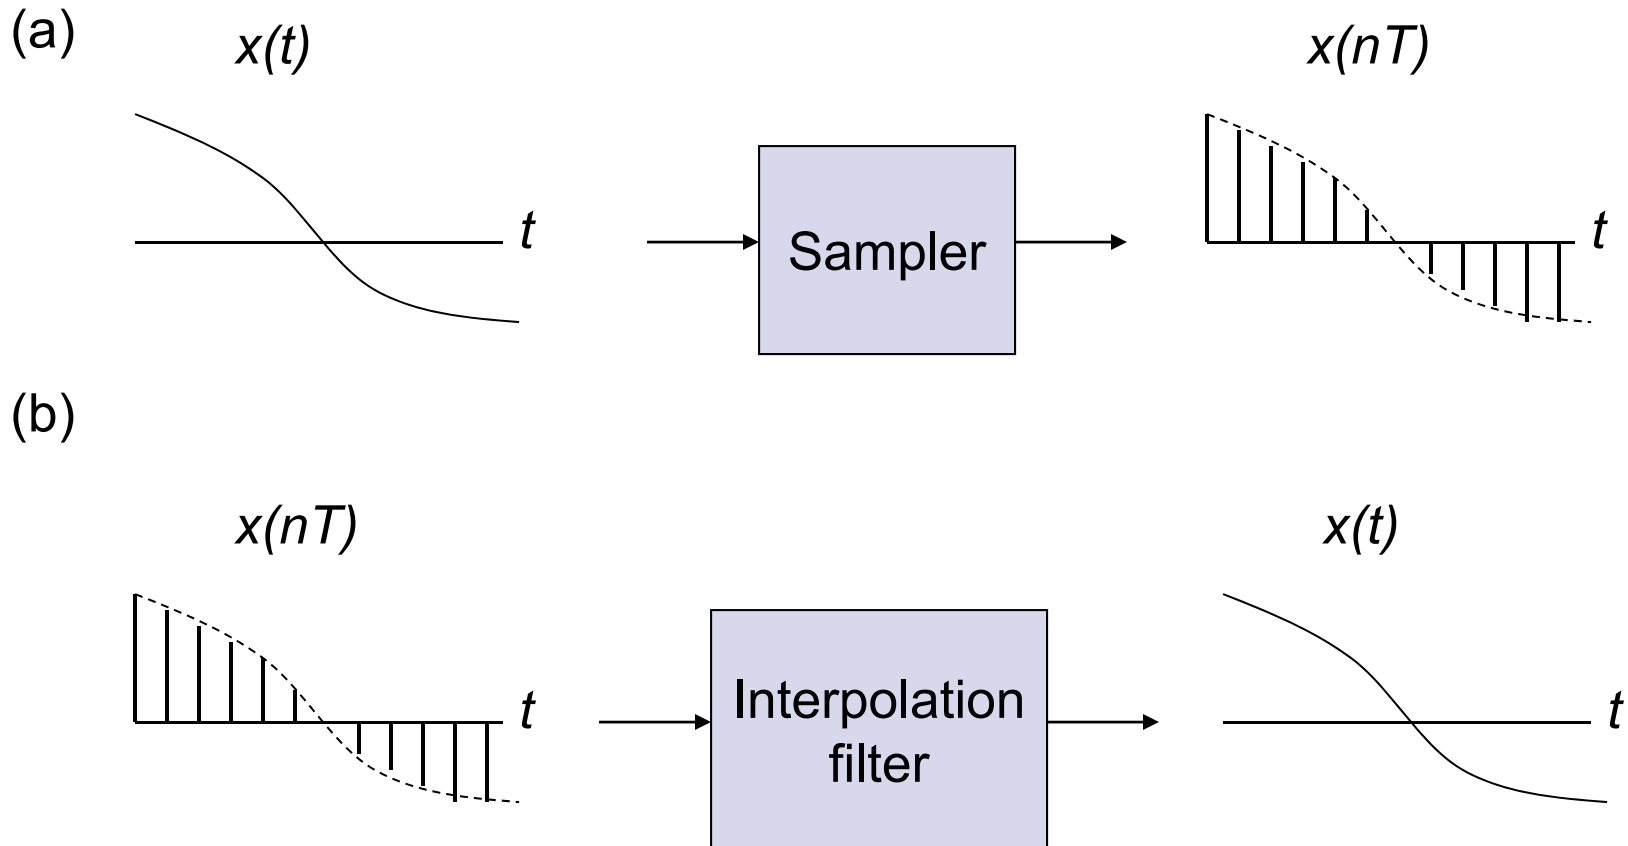 (a)
x(t)
x(nT)
t
Sampler
t
(b)
x(nT)
x(t)
t
Interpolation
filter
t